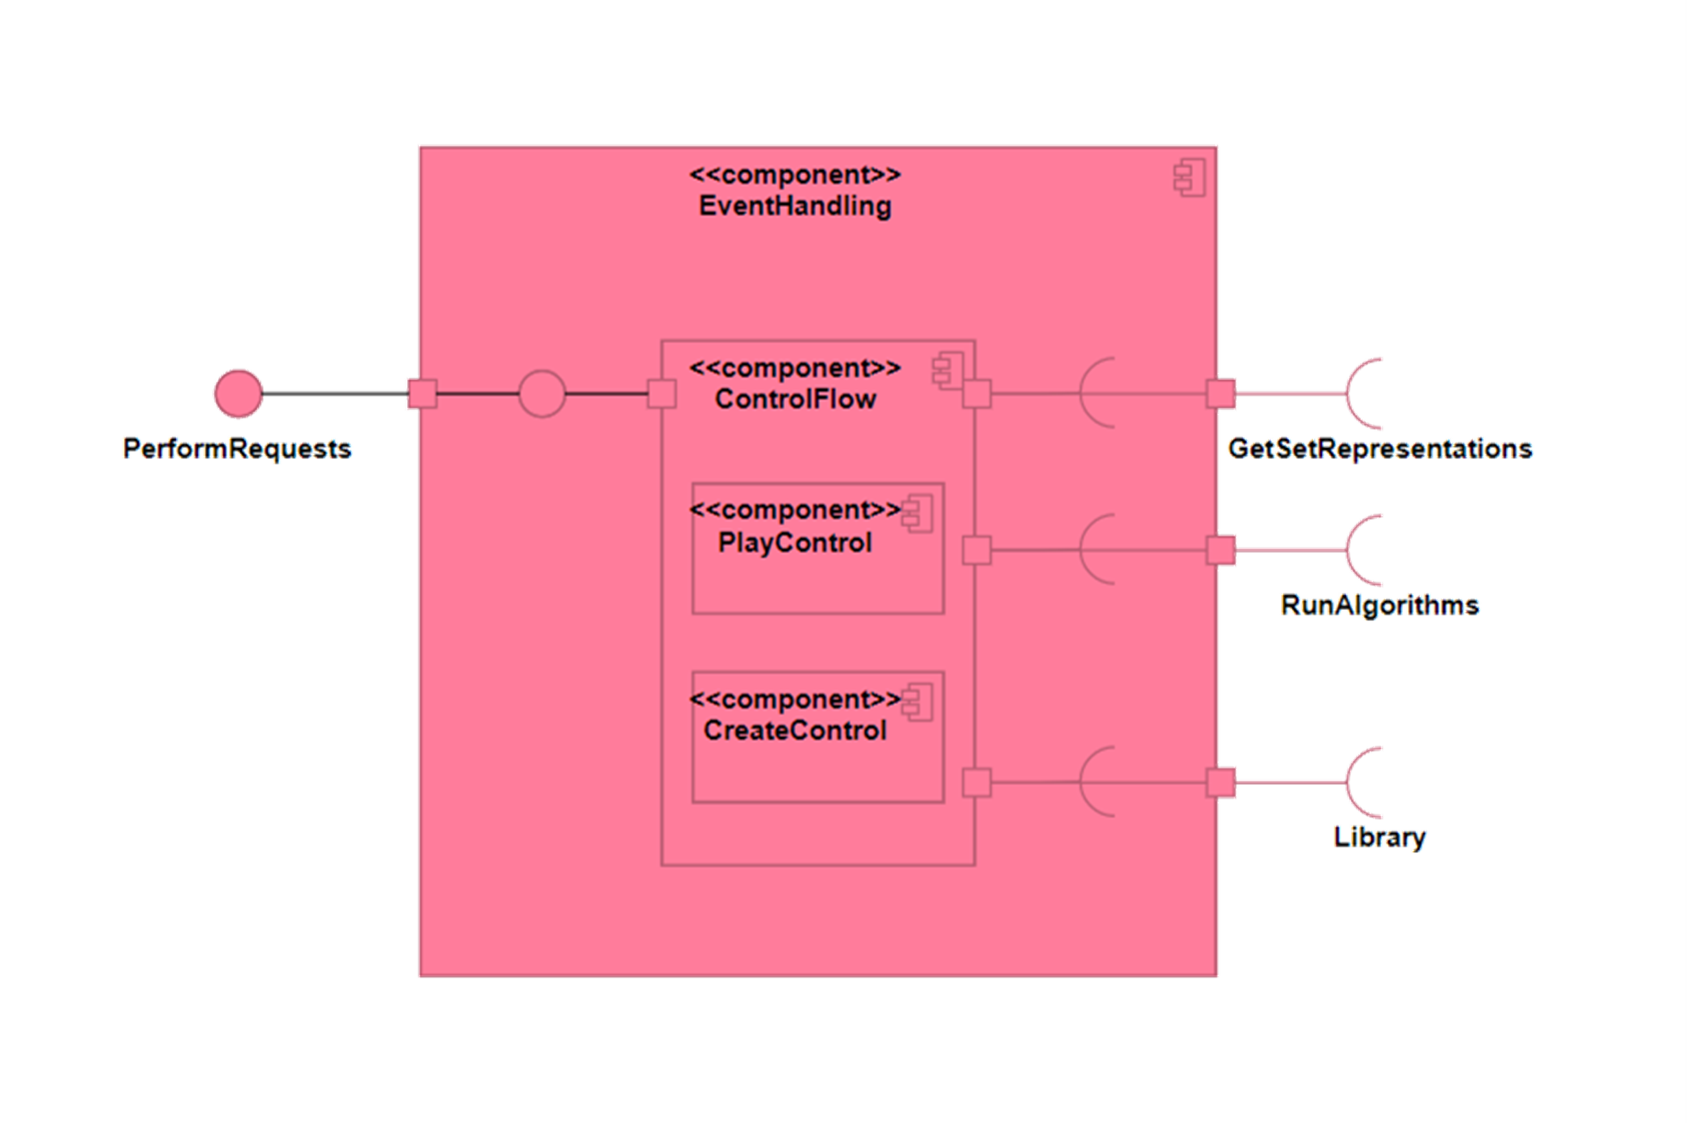 <<component>>
EventHandling
<<component>>
ControlFlow
PerformRequests
GetSetRepresentations
<<component>>
PlayControl
RunAlgorithms
<<component>>
CreateControl
Library